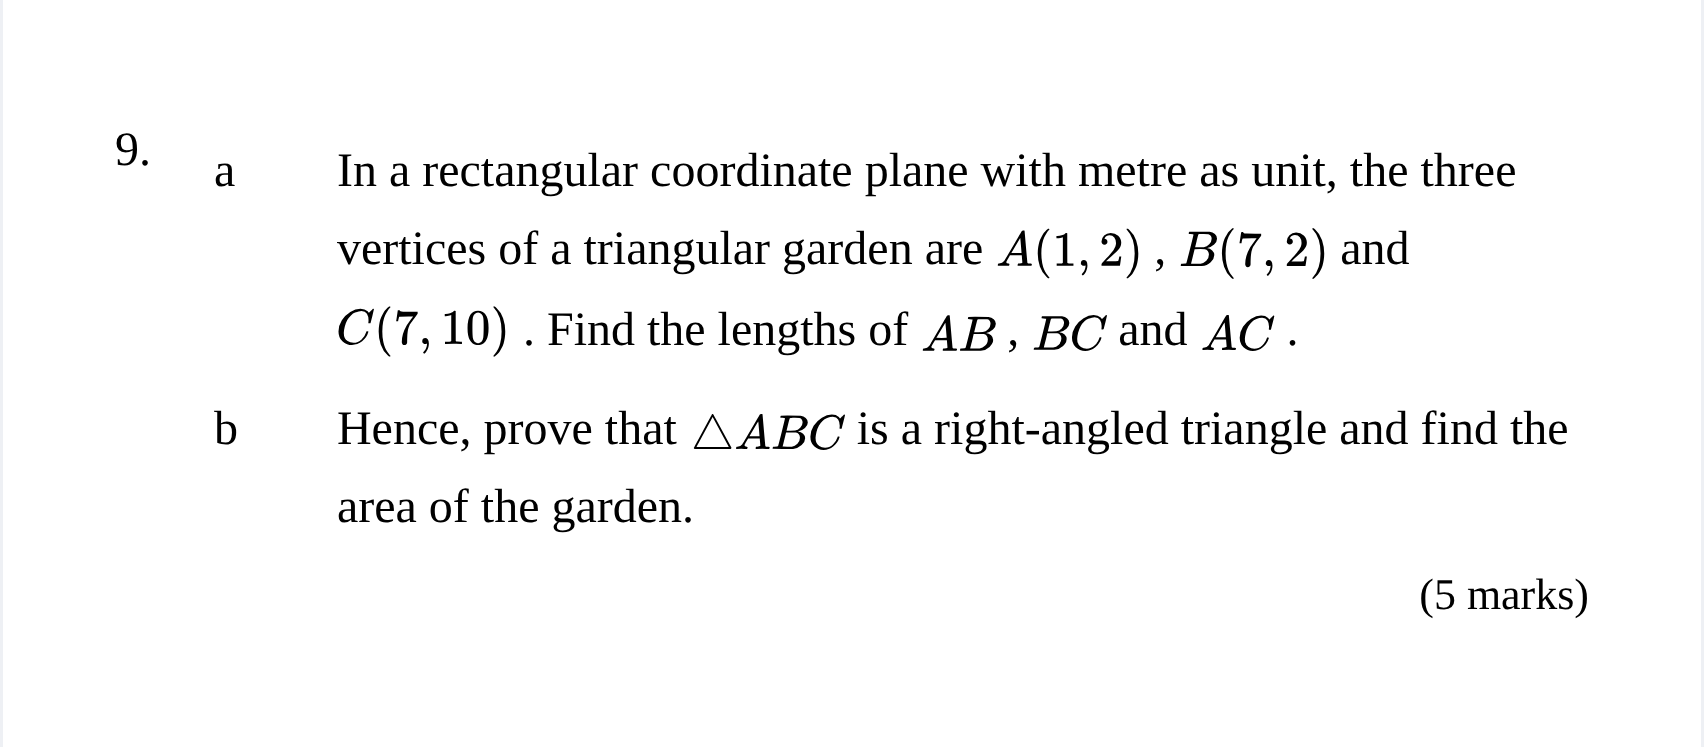 9.
a In a rectangular coordinate plane with metre as unit, the three
vertices of a triangular garden are A(1, 2) , B(7, 2) and
C(7, 10) . Find the lengths of AB , BC and AC .
b Hence, prove that △ABC is a right-angled triangle and find the
area of the garden.
(5 marks)